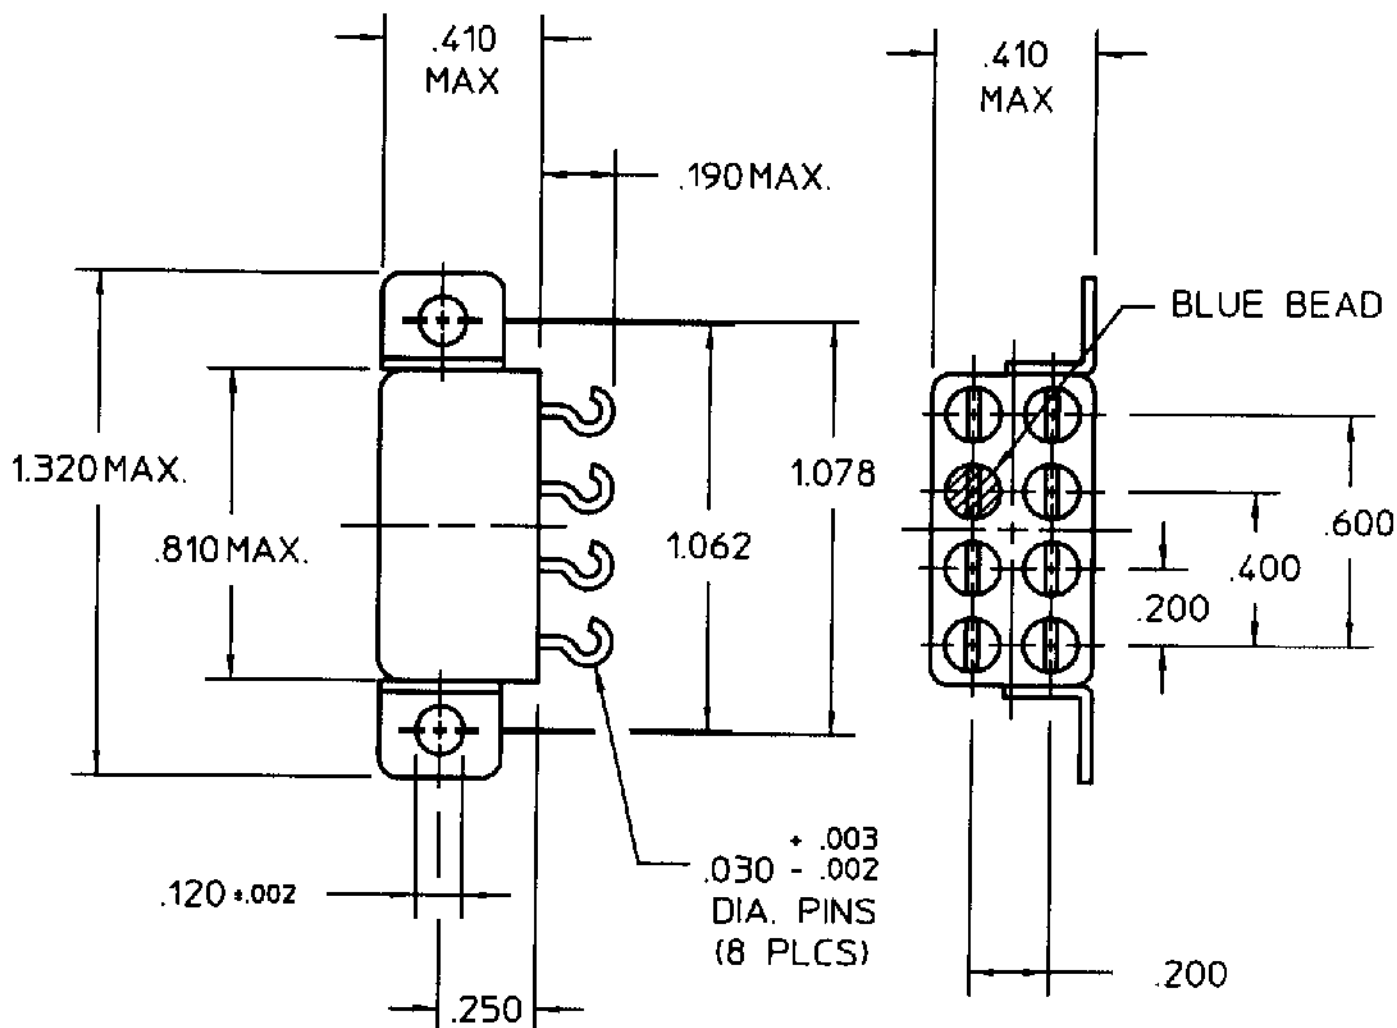 .410
MAX
.410
MAX
.190 MAX.
BLUE BEAD
1.320 MAX.
1.078
.810 MAX.
1.062
.600
.400
.200
+ .003
.030 - .002
DIA. PINS
(8 PLCS)
.120 ±.002
.200
.250